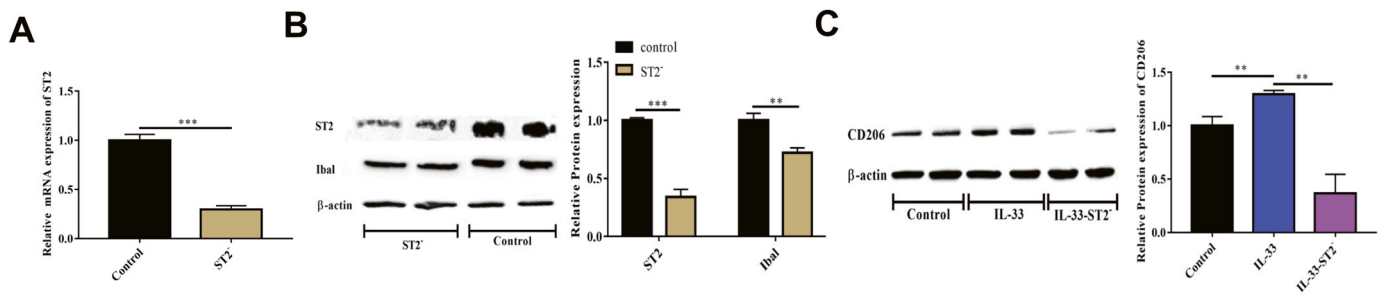 A
Relative mRNA expression of ST2
1.5
1.0
0.5
0.0
***
Control
ST2-
B
ST2
Ibal
β-actin
ST2-
Control
control
ST2-
Relative Protein expression
1.5
1.0
0.5
0.0
***
**
ST2
Ibal
C
CD206
β-actin
Control
IL-33
IL-33-ST2-
Relative Protein expression of CD206
1.5
1.0
0.5
0.0
**
**
Control
IL-33
IL-33-ST2-